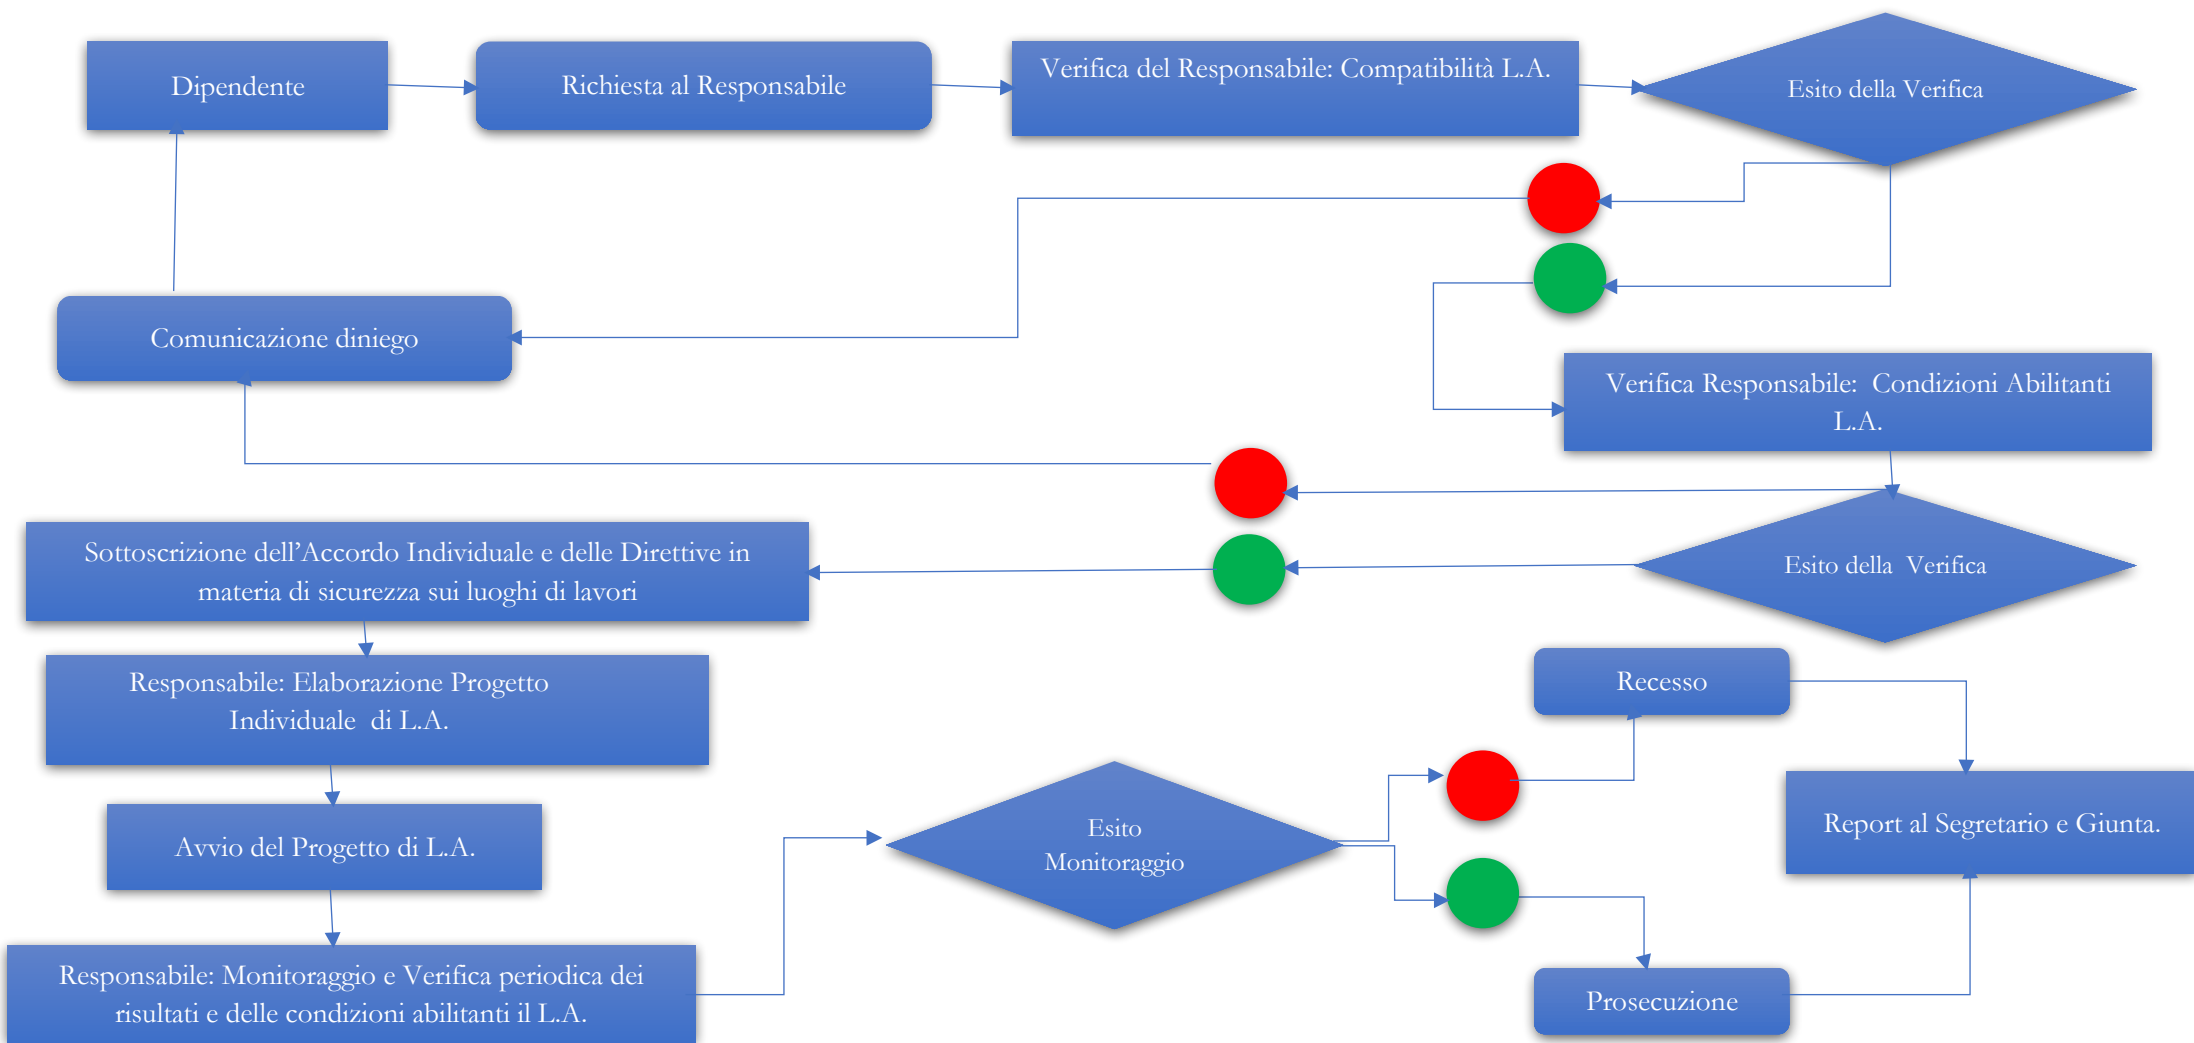 Dipendente
Richiesta al Responsabile
Verifica del Responsabile: Compatibilità L.A.
Esito della Verifica
Comunicazione diniego
Verifica Responsabile:  Condizioni Abilitanti
L.A.
Esito della  Verifica
Sottoscrizione dell’Accordo Individuale e delle Direttive in
materia di sicurezza sui luoghi di lavori
Responsabile: Elaborazione Progetto
Individuale  di L.A.
Avvio del Progetto di L.A.
Responsabile: Monitoraggio e Verifica periodica dei
risultati e delle condizioni abilitanti il L.A.
Esito
Monitoraggio
Recesso
Prosecuzione
Report al Segretario e Giunta.